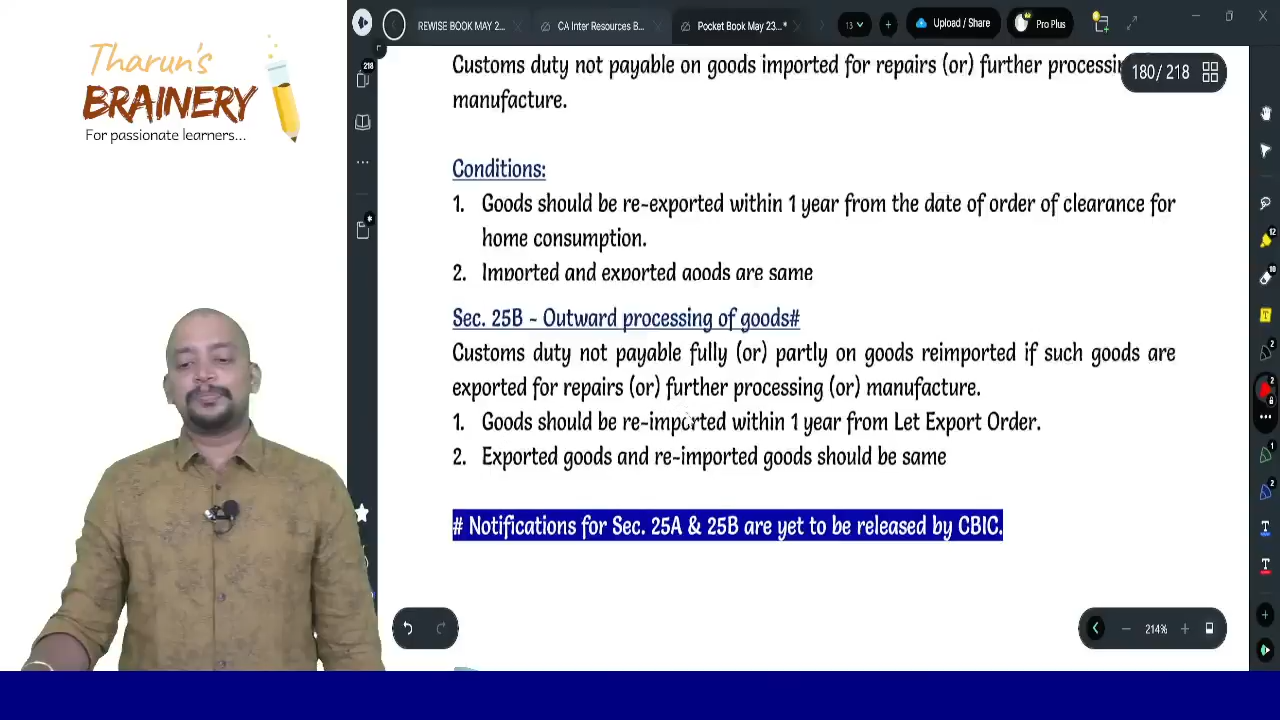 Tharun's
BRAINERY
For passionate learners...
REWISE BOOK MAY 2...
CA Inter Resources B...
Pocket Book May 23...*
13
Upload / Share
Pro Plus
218
180/ 218
Customs duty not payable on goods imported for repairs (or) further
manufacture.
Conditions:
1. Goods should be re-exported within 1 year from the date of order of clearance for
home consumption.
2. Imported and exported goods are same
Sec. 25B - Outward processing of goods#
Customs duty not payable fully (or) partly on goods reimported if such goods are
exported for repairs (or) further processing (or) manufacture.
1. Goods should be re-imported within 1 year from Let Export Order.
2. Exported goods and re-imported goods should be same
# Notifications for Sec. 25A & 25B are yet to be released by CBIC.
214%